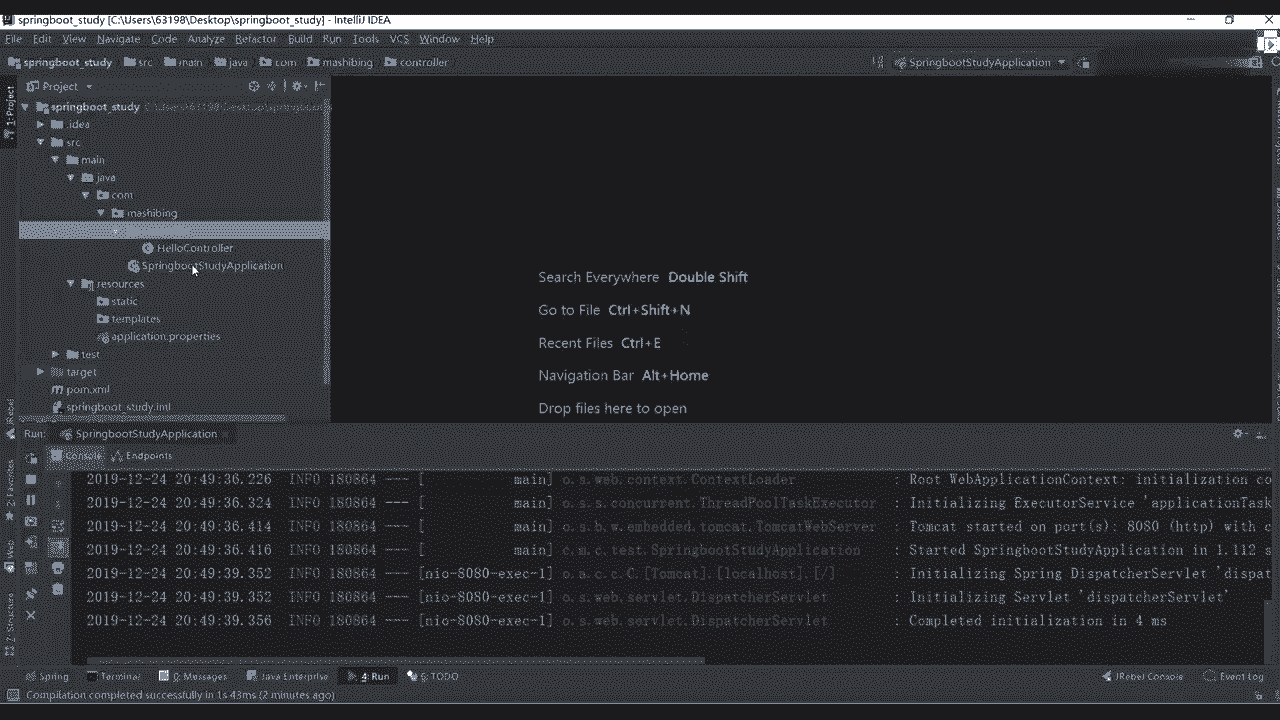 springboot_study [C:\Users\63198\Desktop\springboot_study] - IntelliJ IDEA
File Edit View Navigate Code Analyze Refactor Build Run Tools VCS Window Help
springboot_study src main java com mashibing controller SpringbootStudyApplication
1: Project
Project
springboot_study
.idea
src
main
java
com
mashibing
HelloController
SpringbootStudyApplication
resources
static
templates
application.properties
test
target
pom.xml
springboot_study.iml
Search Everywhere Double Shift
Go to File Ctrl+Shift+N
Recent Files Ctrl+E
Navigation Bar Alt+Home
Drop files here to open
JRebel
2: Favorites
Web
7: Structure
Run: SpringbootStudyApplication
Console Endpoints
2019-12-24 20:49:36.226 INFO 180864 --- [ main] o.s.web.context.ContextLoader : Root WebApplicationContext: initialization co
2019-12-24 20:49:36.324 INFO 180864 --- [ main] o.s.s.concurrent.ThreadPoolTaskExecutor : Initializing ExecutorService 'applicationTask
2019-12-24 20:49:36.414 INFO 180864 --- [ main] o.s.b.w.embedded.tomcat.TomcatWebServer : Tomcat started on port(s): 8080 (http) with c
2019-12-24 20:49:36.416 INFO 180864 --- [ main] c.m.c.test.SpringbootStudyApplication : Started SpringbootStudyApplication in 1.112 s
2019-12-24 20:49:39.352 INFO 180864 --- [nio-8080-exec-1] o.a.c.c.C.[Tomcat].[localhost].[/] : Initializing Spring DispatcherServlet 'dispat
2019-12-24 20:49:39.352 INFO 180864 --- [nio-8080-exec-1] o.s.web.servlet.DispatcherServlet : Initializing Servlet 'dispatcherServlet'
2019-12-24 20:49:39.356 INFO 180864 --- [nio-8080-exec-1] o.s.web.servlet.DispatcherServlet : Completed initialization in 4 ms
Spring Terminal 0: Messages Java Enterprise 4: Run 6: TODO JRebel Console Event Log
Compilation completed successfully in 1s 43ms (2 minutes ago)